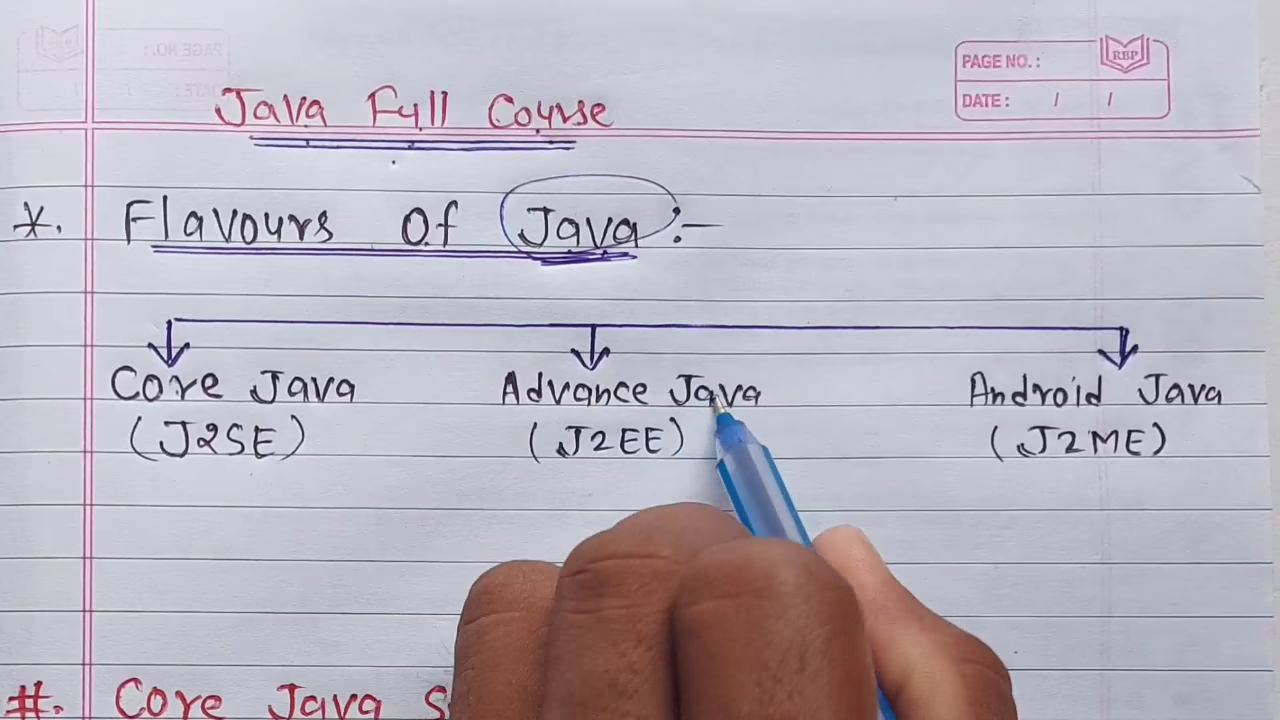 PAGE NO. :
RBP
DATE : / /
Java Full Course
*. Flavours Of Java :-
Core Java Advance Java Android Java
(J2SE) (J2EE) (J2ME)
#. Core Java